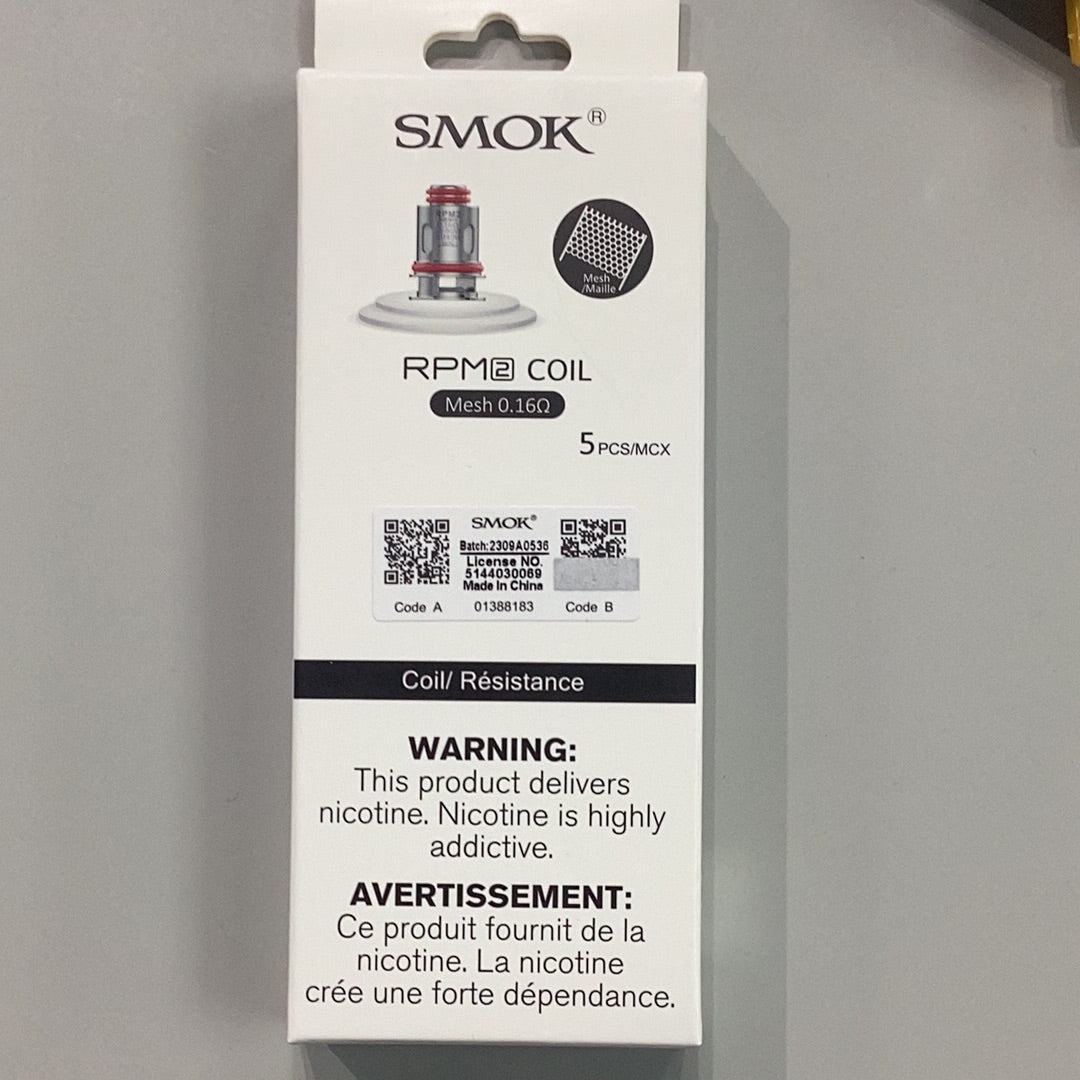 SMOK®
RPM2
Mesh
/Maille
RPM2 COIL
Mesh 0.16Ω
5 PCS/MCX
SMOK®
Batch:2309A0536
License NO.
5144030069
Made In China
Code A 01388183 Code B
Coil/ Résistance
WARNING:
This product delivers
nicotine. Nicotine is highly
addictive.
AVERTISSEMENT:
Ce produit fournit de la
nicotine. La nicotine
crée une forte dépendance.